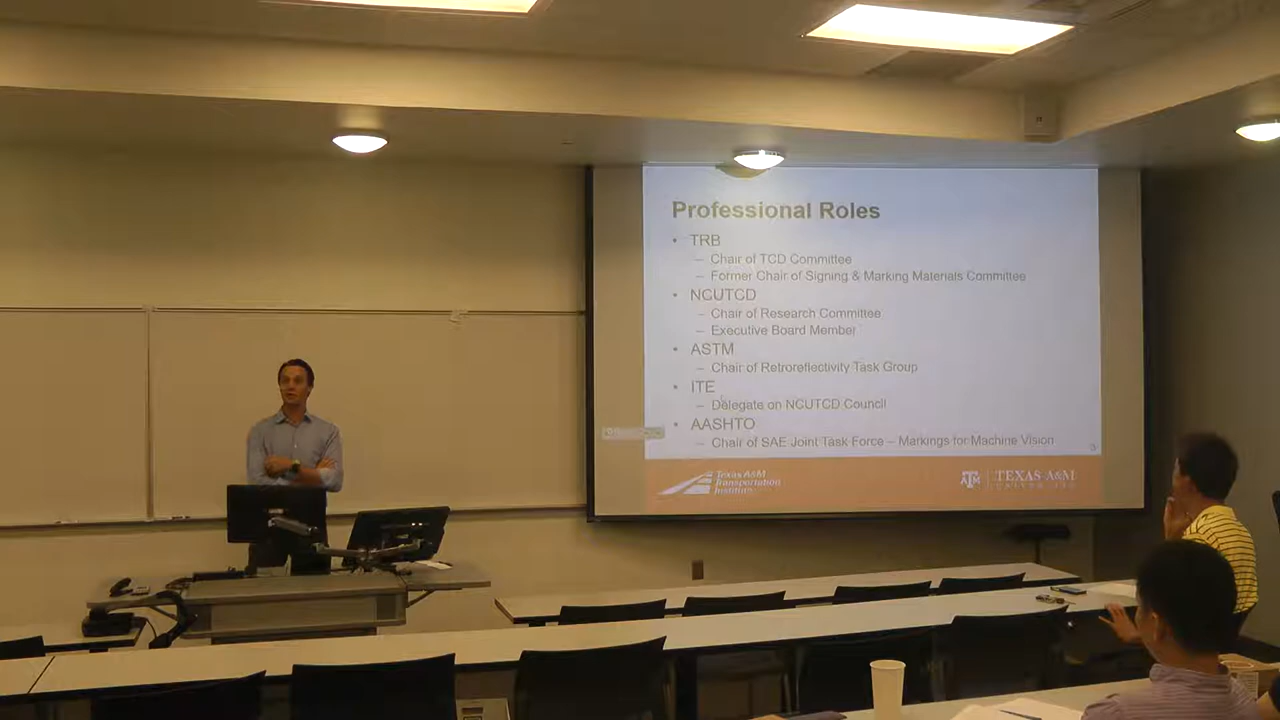 Professional Roles
• TRB
– Chair of TCD Committee
– Former Chair of Signing & Marking Materials Committee
• NCUTCD
– Chair of Research Committee
– Executive Board Member
• ASTM
– Chair of Retroreflectivity Task Group
• ITE
– Delegate on NCUTCD Council
• AASHTO
– Chair of SAE Joint Task Force – Markings for Machine Vision
3
Texas A&M
Transportation
Institute
ATM
TEXAS A&M